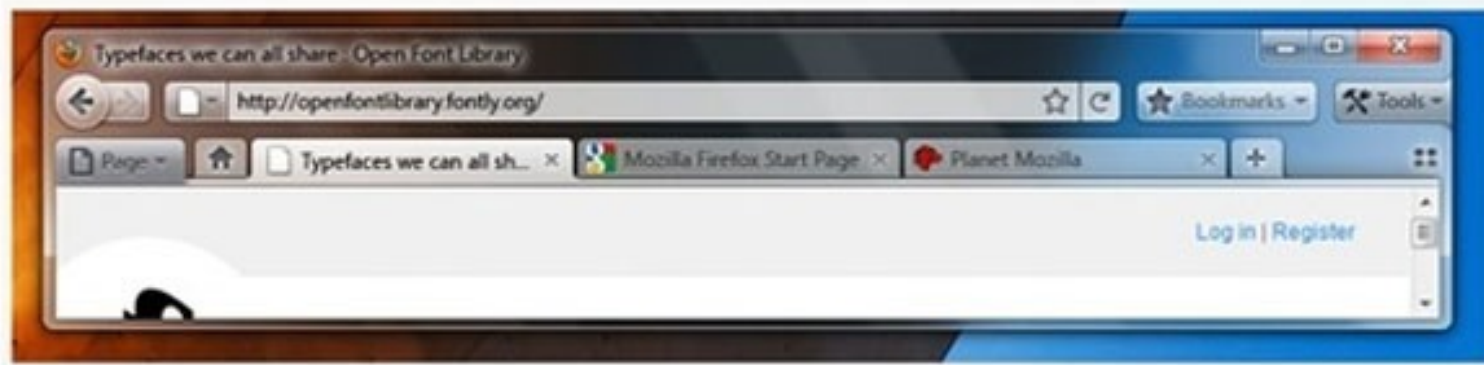 Typefaces we can all share - Open Font Library
http://openfontlibrary.fontly.org/
Bookmarks
Tools
Page
Typefaces we can all sh...
Mozilla Firefox Start Page
Planet Mozilla
Log in | Register